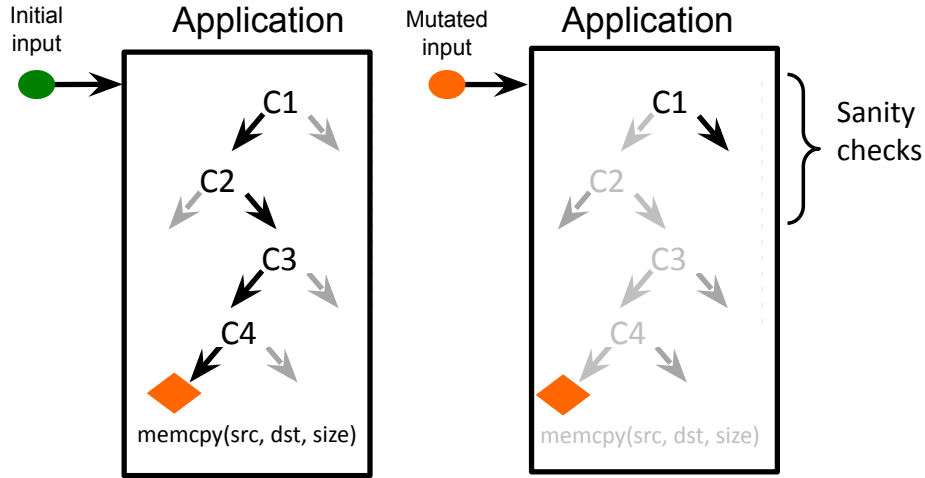 Initial
input
Application
C1
C2
C3
C4
memcpy(src, dst, size)
Mutated
input
Application
C1
C2
C3
C4
memcpy(src, dst, size)
Sanity
checks